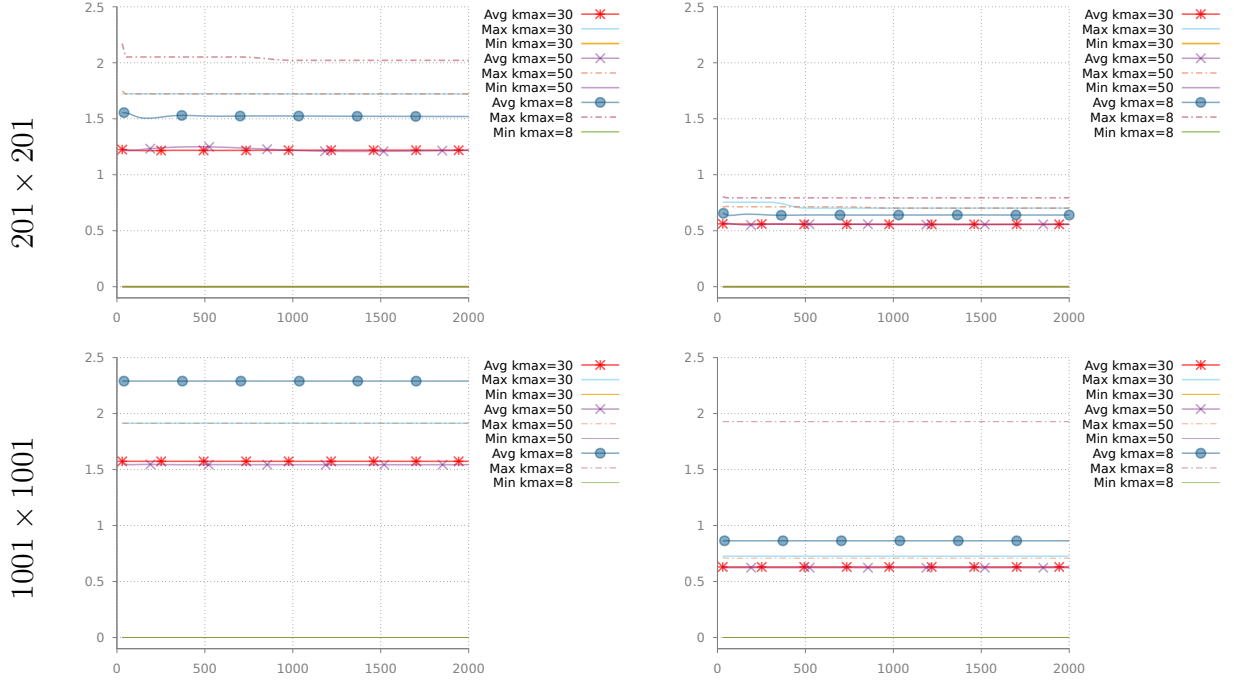 201 × 201
2.5
2
1.5
1
0.5
0
0 500 1000 1500 2000
Avg kmax=30
Max kmax=30
Min kmax=30
Avg kmax=50
Max kmax=50
Min kmax=50
Avg kmax=8
Max kmax=8
Min kmax=8
2.5
2
1.5
1
0.5
0
0 500 1000 1500 2000
Avg kmax=30
Max kmax=30
Min kmax=30
Avg kmax=50
Max kmax=50
Min kmax=50
Avg kmax=8
Max kmax=8
Min kmax=8
1001 × 1001
2.5
2
1.5
1
0.5
0
0 500 1000 1500 2000
Avg kmax=30
Max kmax=30
Min kmax=30
Avg kmax=50
Max kmax=50
Min kmax=50
Avg kmax=8
Max kmax=8
Min kmax=8
2.5
2
1.5
1
0.5
0
0 500 1000 1500 2000
Avg kmax=30
Max kmax=30
Min kmax=30
Avg kmax=50
Max kmax=50
Min kmax=50
Avg kmax=8
Max kmax=8
Min kmax=8